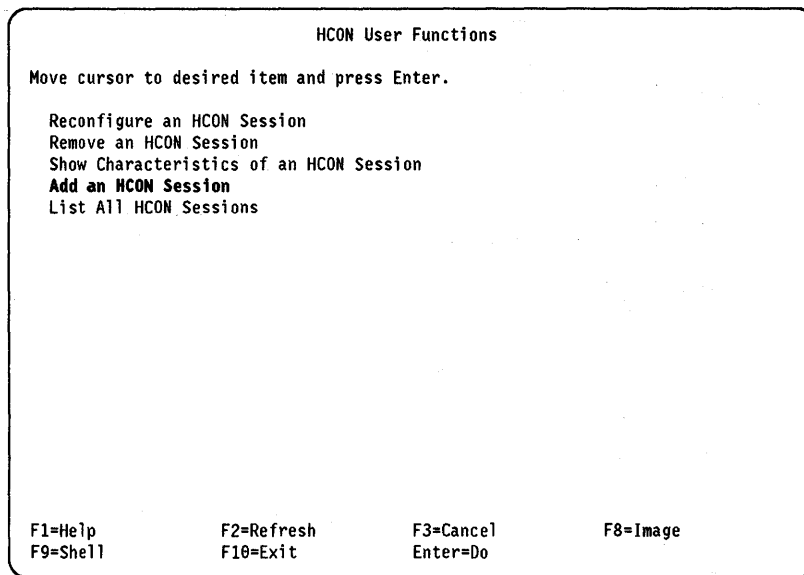 HCON User Functions
Move cursor to desired item and press Enter.
Reconfigure an HCON Session
Remove an HCON Session
Show Characteristics of an HCON Session
Add an HCON Session
List All HCON Sessions
F1=Help F2=Refresh F3=Cancel F8=Image
F9=Shell F10=Exit Enter=Do